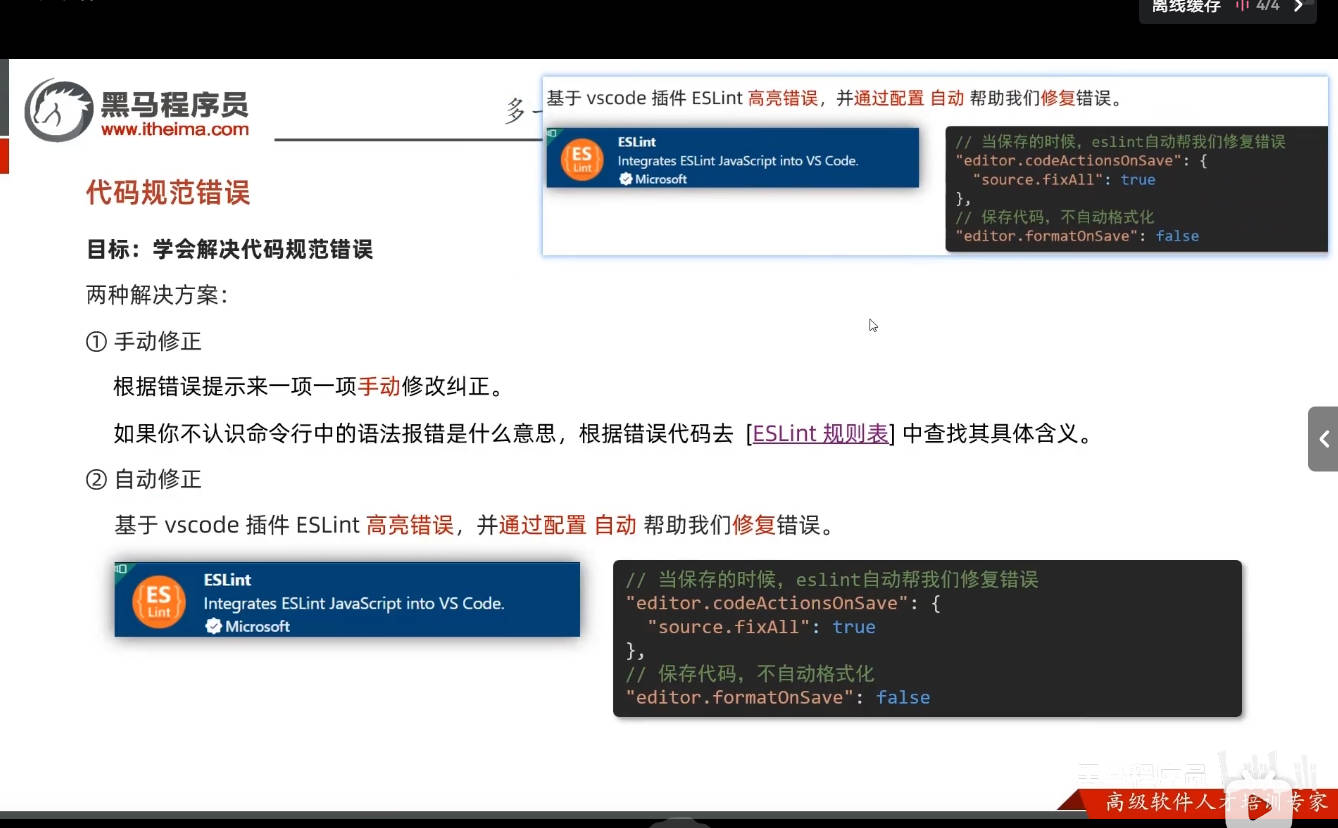 离线缓存 4/4
黑马程序员
www.itheima.com
多一
基于 vscode 插件 ESLint 高亮错误，并通过配置 自动 帮助我们修复错误。
ES
Lint
ESLint
Integrates ESLint JavaScript into VS Code.
Microsoft
// 当保存的时候，eslint自动帮我们修复错误
"editor.codeActionsOnSave": {
"source.fixAll": true
},
// 保存代码，不自动格式化
"editor.formatOnSave": false
代码规范错误
目标：学会解决代码规范错误
两种解决方案：
① 手动修正
根据错误提示来一项一项手动修改纠正。
如果你不认识命令行中的语法报错是什么意思，根据错误代码去 [ESLint 规则表] 中查找其具体含义。
② 自动修正
基于 vscode 插件 ESLint 高亮错误，并通过配置 自动 帮助我们修复错误。
ES
Lint
ESLint
Integrates ESLint JavaScript into VS Code.
Microsoft
// 当保存的时候，eslint自动帮我们修复错误
"editor.codeActionsOnSave": {
"source.fixAll": true
},
// 保存代码，不自动格式化
"editor.formatOnSave": false
黑马程序员
高级软件人才培训专家